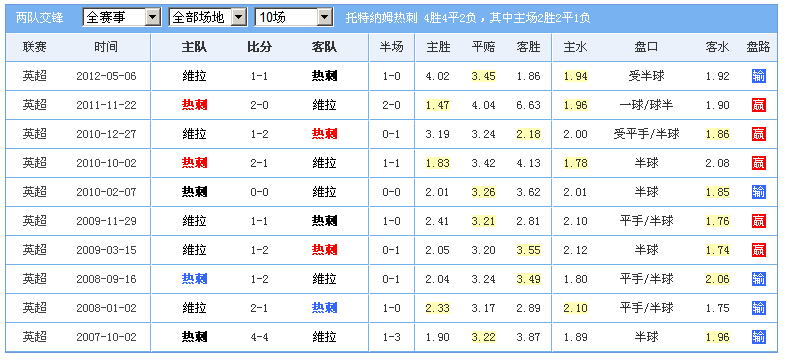 两队交锋 全赛事 全部场地 10场 托特纳姆热刺 4胜4平2负，其中主场2胜2平1负
联赛 时间 主队 比分 客队 半场 主胜 平赔 客胜 主水 盘口 客水 盘路
英超 2012-05-06 维拉 1-1 热刺 1-0 4.02 3.45 1.86 1.94 受半球 1.92 输
英超 2011-11-22 热刺 2-0 维拉 2-0 1.47 4.04 6.63 1.96 一球/球半 1.90 赢
英超 2010-12-27 维拉 1-2 热刺 0-1 3.19 3.24 2.18 2.00 受平手/半球 1.86 赢
英超 2010-10-02 热刺 2-1 维拉 1-1 1.83 3.42 4.13 1.78 半球 2.08 赢
英超 2010-02-07 热刺 0-0 维拉 0-0 2.01 3.26 3.62 2.01 半球 1.85 输
英超 2009-11-29 维拉 1-1 热刺 1-0 2.41 3.21 2.81 2.10 平手/半球 1.76 赢
英超 2009-03-15 维拉 1-2 热刺 0-1 2.05 3.20 3.55 2.12 半球 1.74 赢
英超 2008-09-16 热刺 1-2 维拉 0-1 2.04 3.24 3.49 1.80 平手/半球 2.06 输
英超 2008-01-02 维拉 2-1 热刺 1-0 2.33 3.17 2.89 2.10 平手/半球 1.75 输
英超 2007-10-02 热刺 4-4 维拉 1-3 1.90 3.22 3.87 1.89 半球 1.96 输